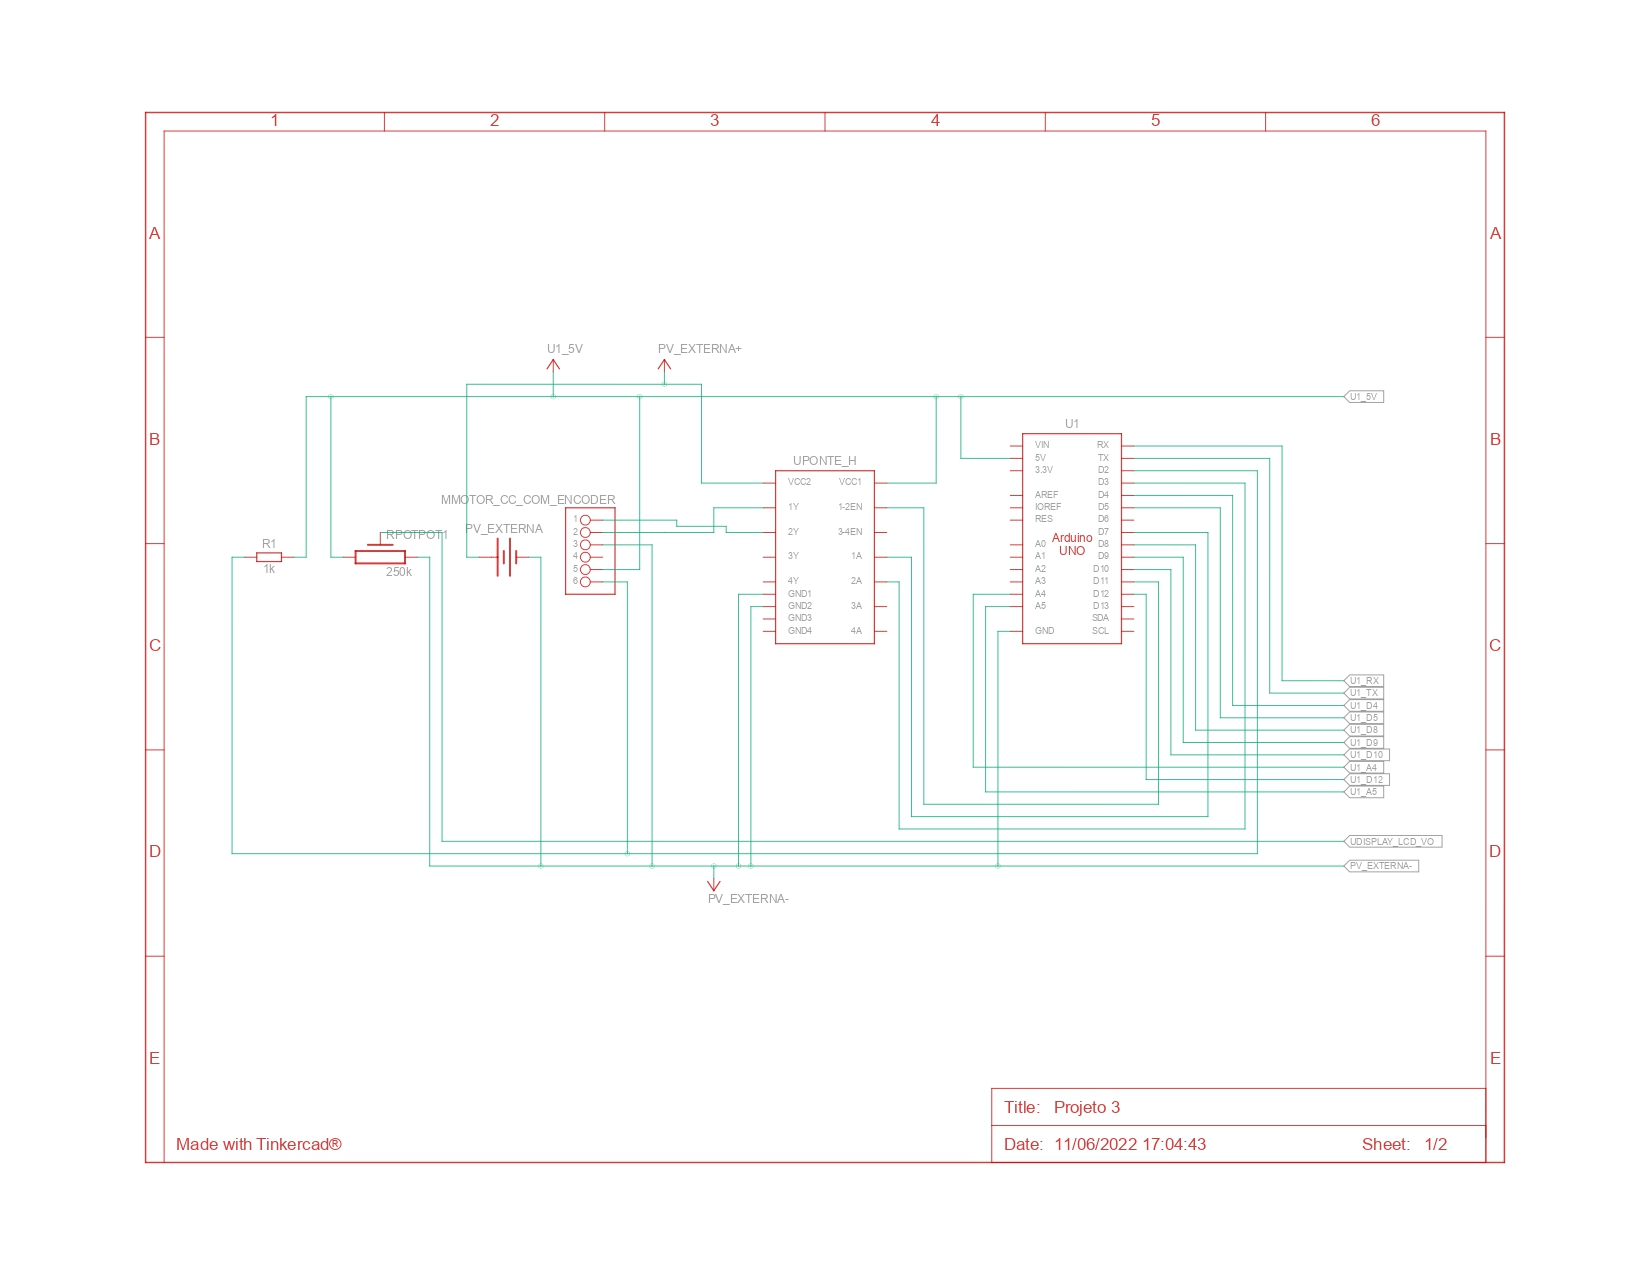 1 2 3 4 5 6
A A
U1_5V PV_EXTERNA+
U1_5V
U1
B B
UPONTE_H
MMOTOR_CC_COM_ENCODER
PV_EXTERNA
RPOTPOT1
R1
1k
250k
1
2
3
4
5
6
VCC2 VCC1
1Y 1-2EN
2Y 3-4EN
3Y 1A
4Y 2A
GND1
GND2 3A
GND3
GND4 4A
VIN RX
5V TX
3.3V D2
D3
AREF D4
IOREF D5
RES D6
D7
Arduino
UNO
A0 D8
A1 D9
A2 D10
A3 D11
A4 D12
A5 D13
SDA
GND SCL
C C
U1_RX
U1_TX
U1_D4
U1_D5
U1_D8
U1_D9
U1_D10
U1_A4
U1_D12
U1_A5
UDISPLAY_LCD_VO
D D
PV_EXTERNA-
PV_EXTERNA-
E E
Title: Projeto 3
Made with Tinkercad®
Date: 11/06/2022 17:04:43 Sheet: 1/2